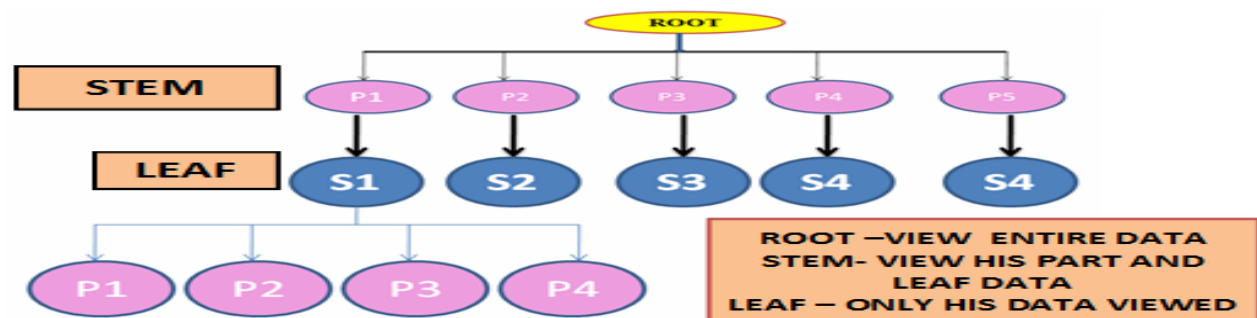 ROOT
STEM
P1 P2 P3 P4 P5
LEAF
S1 S2 S3 S4 S4
P1 P2 P3 P4
ROOT –VIEW ENTIRE DATA
STEM- VIEW HIS PART AND
LEAF DATA
LEAF – ONLY HIS DATA VIEWED